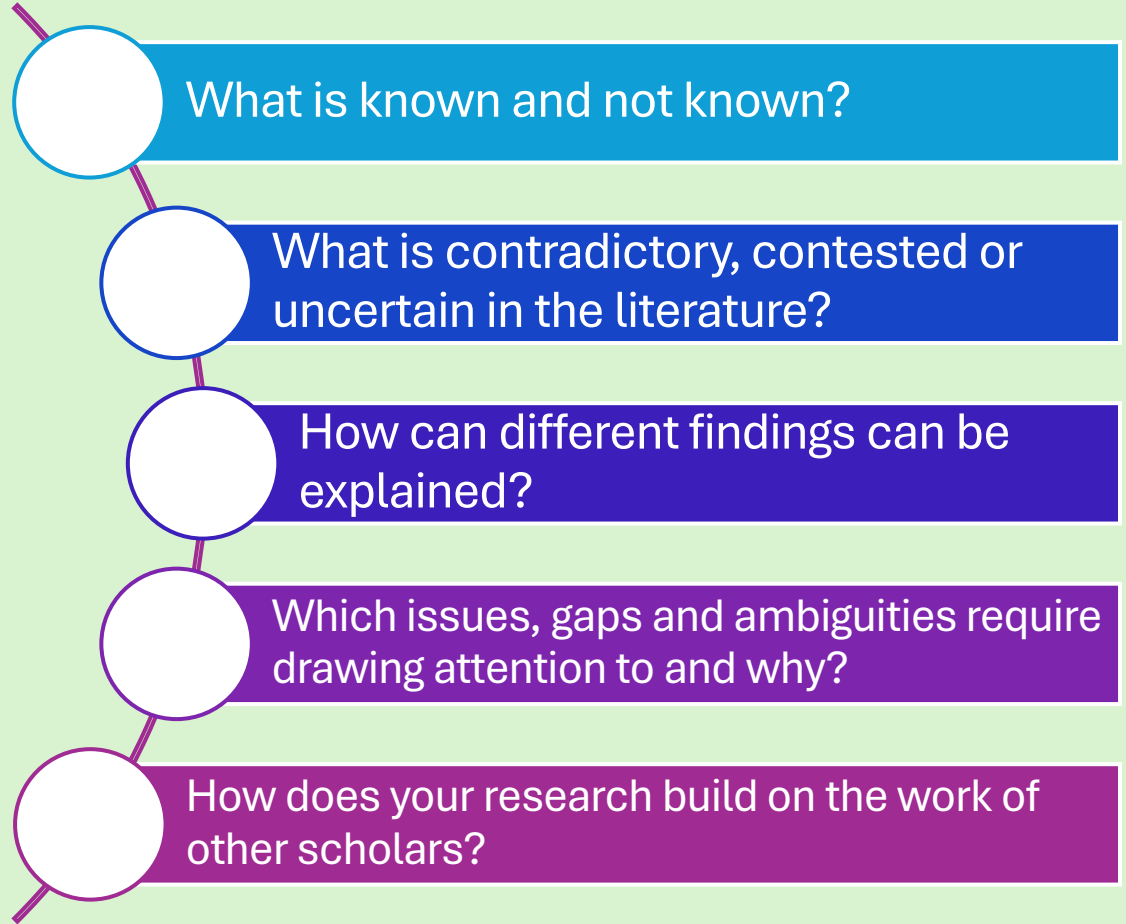 What is known and not known?
What is contradictory, contested or
uncertain in the literature?
How can different findings can be
explained?
Which issues, gaps and ambiguities require
drawing attention to and why?
How does your research build on the work of
other scholars?